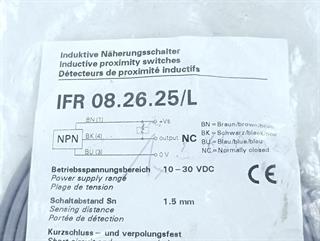 Induktive Näherungsschalter
Inductive proximity switches
Détecteurs de proximité inductifs
IFR 08.26.25/L
BN (1) +Vs
NPN BK (4) output NC
BU (3) 0 V
BN = Braun/brown/
BK = Schwarz/black/
BU = Blau/blue/bleu
NC = Normally closed
Betriebsspannungsbereich 10-30 VDC
Power supply range
Plage de tension
CE
Schaltabstand Sn 1.5 mm
Sensing distance
Portée de détection
Kurzschluss - und verpolungsfest